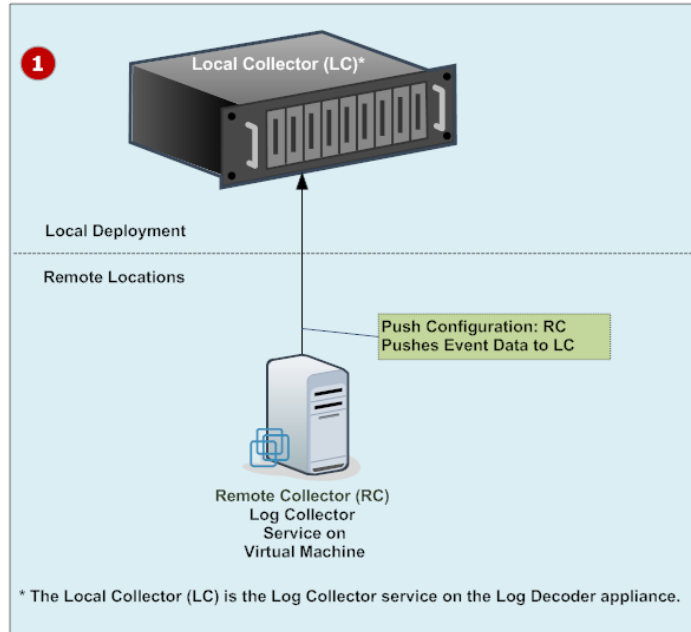 1
Local Collector (LC)*
Local Deployment
Remote Locations
Push Configuration: RC
Pushes Event Data to LC
Remote Collector (RC)
Log Collector
Service on
Virtual Machine
* The Local Collector (LC) is the Log Collector service on the Log Decoder appliance.